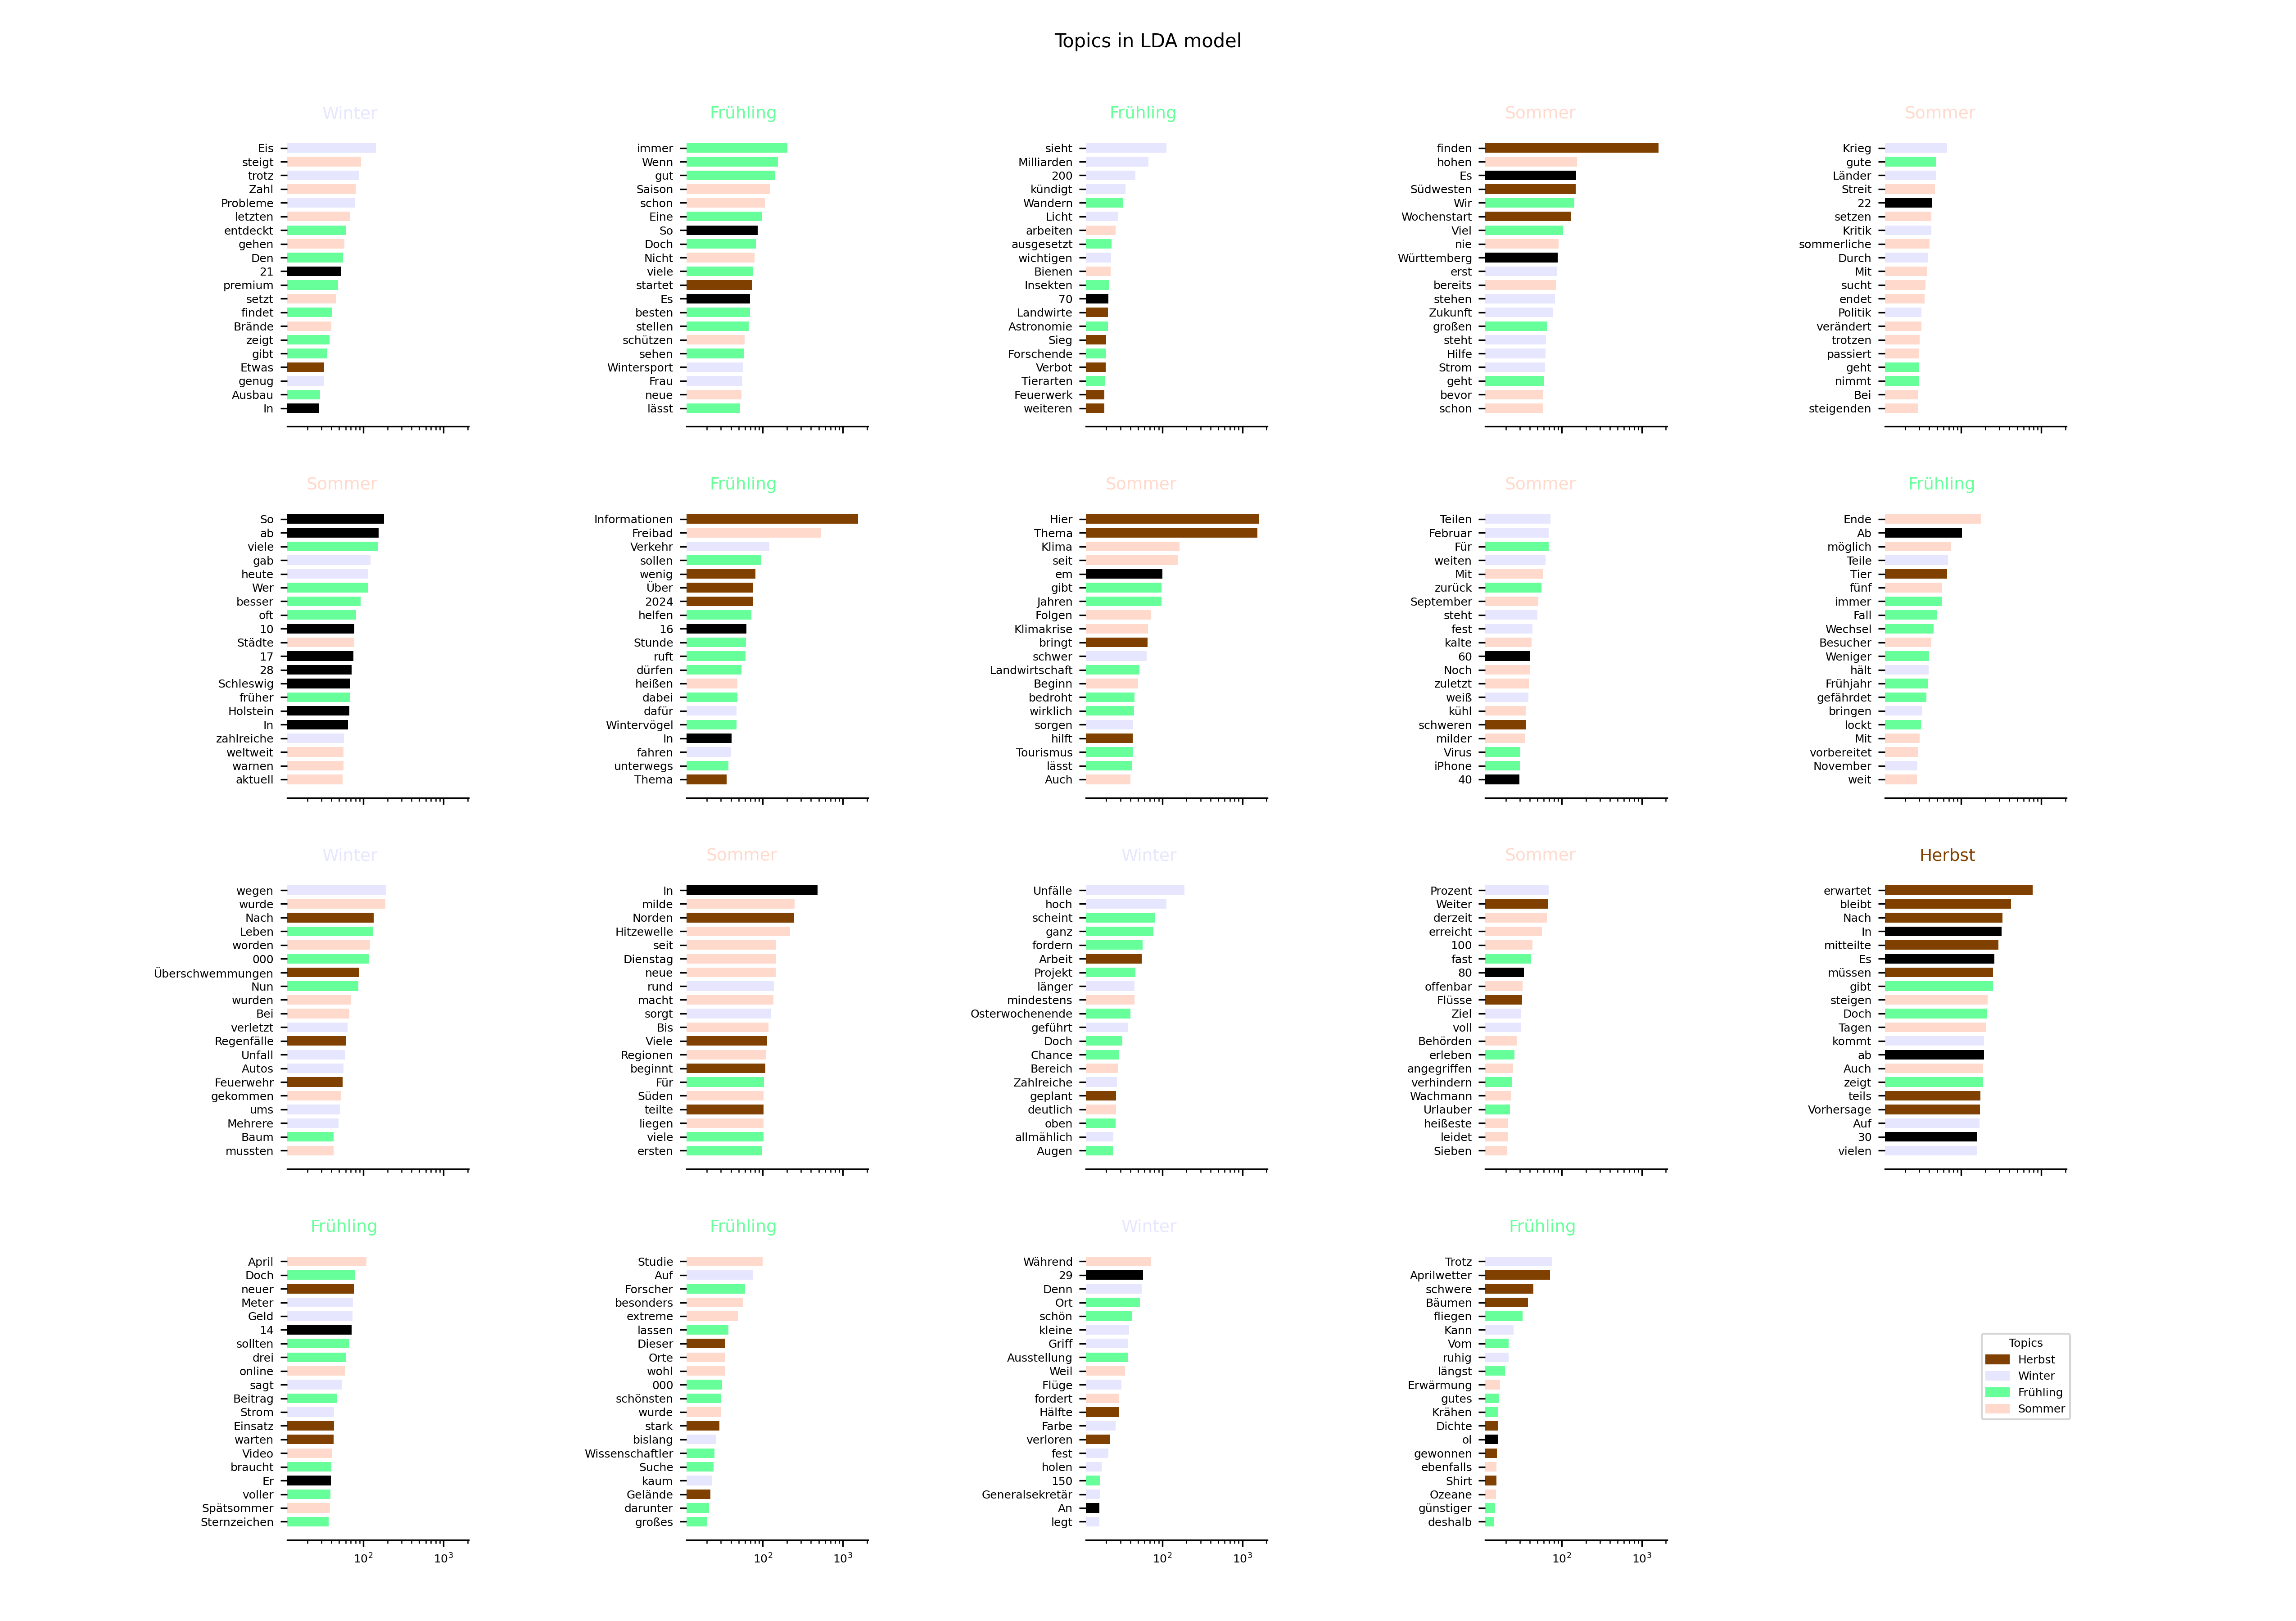 Topics in LDA model
Winter
Eis
steigt
trotz
Zahl
Probleme
letzten
entdeckt
gehen
Den
21
premium
setzt
findet
Brände
zeigt
gibt
Etwas
genug
Ausbau
In
Frühling
immer
Wenn
gut
Saison
schon
Eine
So
Doch
Nicht
viele
startet
Es
besten
stellen
schützen
sehen
Wintersport
Frau
neue
lässt
Frühling
sieht
Milliarden
200
kündigt
Wandern
Licht
arbeiten
ausgesetzt
wichtigen
Bienen
Insekten
70
Landwirte
Astronomie
Sieg
Forschende
Verbot
Tierarten
Feuerwerk
weiteren
Sommer
finden
hohen
Es
Südwesten
Wir
Wochenstart
Viel
nie
Württemberg
erst
bereits
stehen
Zukunft
großen
steht
Hilfe
Strom
geht
bevor
schon
Sommer
Krieg
gute
Länder
Streit
22
setzen
Kritik
sommerliche
Durch
Mit
sucht
endet
Politik
verändert
trotzen
passiert
geht
nimmt
Bei
steigenden
Sommer
So
ab
viele
gab
heute
Wer
besser
oft
10
Städte
17
28
Schleswig
früher
Holstein
In
zahlreiche
weltweit
warnen
aktuell
Frühling
Informationen
Freibad
Verkehr
sollen
wenig
Über
2024
helfen
16
Stunde
ruft
dürfen
heißen
dabei
dafür
Wintervögel
In
fahren
unterwegs
Thema
Sommer
Hier
Thema
Klima
seit
em
gibt
Jahren
Folgen
Klimakrise
bringt
schwer
Landwirtschaft
Beginn
bedroht
wirklich
sorgen
hilft
Tourismus
lässt
Auch
Sommer
Teilen
Februar
Für
weiten
Mit
zurück
September
steht
fest
kalte
60
Noch
zuletzt
weiß
kühl
schweren
milder
Virus
iPhone
40
Frühling
Ende
Ab
möglich
Teile
Tier
fünf
immer
Fall
Wechsel
Besucher
Weniger
hält
Frühjahr
gefährdet
bringen
lockt
Mit
vorbereitet
November
weit
Winter
wegen
wurde
Nach
Leben
worden
000
Überschwemmungen
Nun
wurden
Bei
verletzt
Regenfälle
Unfall
Autos
Feuerwehr
gekommen
ums
Mehrere
Baum
mussten
Sommer
In
milde
Norden
Hitzewelle
seit
Dienstag
neue
rund
macht
sorgt
Bis
Viele
Regionen
beginnt
Für
Süden
teilte
liegen
viele
ersten
Winter
Unfälle
hoch
scheint
ganz
fordern
Arbeit
Projekt
länger
mindestens
Osterwochenende
geführt
Doch
Chance
Bereich
Zahlreiche
geplant
deutlich
oben
allmählich
Augen
Sommer
Prozent
Weiter
derzeit
erreicht
100
fast
80
offenbar
Flüsse
Ziel
voll
Behörden
erleben
angegriffen
verhindern
Wachmann
Urlauber
heißeste
leidet
Sieben
Herbst
erwartet
bleibt
Nach
In
mitteilte
Es
müssen
gibt
steigen
Doch
Tagen
kommt
ab
Auch
zeigt
teils
Vorhersage
Auf
30
vielen
Frühling
April
Doch
neuer
Meter
Geld
14
sollten
drei
online
sagt
Beitrag
Strom
Einsatz
warten
Video
braucht
Er
voller
Spätsommer
Sternzeichen
10² 10³
Frühling
Studie
Auf
Forscher
besonders
extreme
lassen
Dieser
Orte
wohl
000
schönsten
wurde
stark
bislang
Wissenschaftler
Suche
kaum
Gelände
darunter
großes
10² 10³
Winter
Während
29
Denn
Ort
schön
kleine
Griff
Ausstellung
Weil
Flüge
fordert
Hälfte
Farbe
verloren
fest
holen
150
Generalsekretär
An
legt
10² 10³
Frühling
Trotz
Aprilwetter
schwere
Bäumen
fliegen
Kann
Vom
ruhig
längst
Erwärmung
gutes
Krähen
Dichte
ol
gewonnen
ebenfalls
Shirt
Ozeane
günstiger
deshalb
10² 10³
Topics
Herbst
Winter
Frühling
Sommer